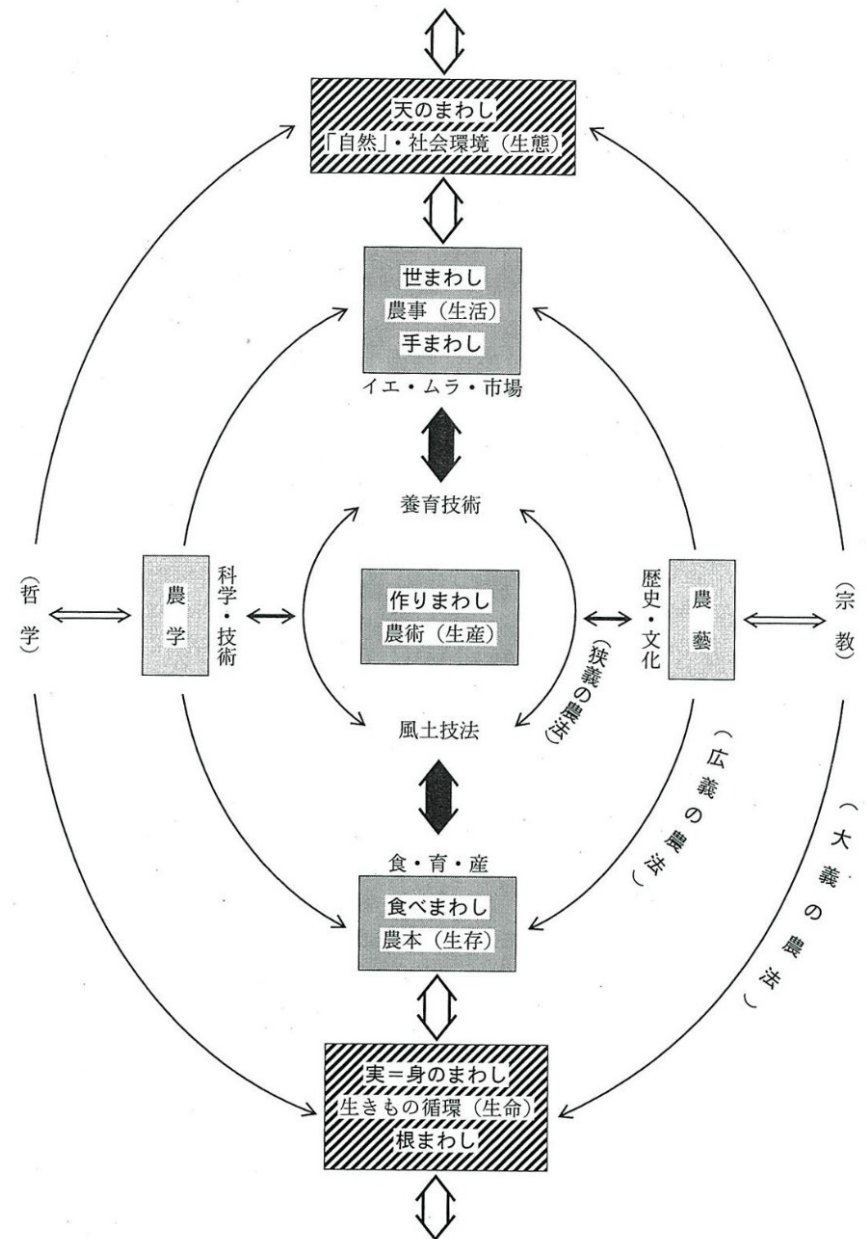 天のまわし
「自然」・社会環境（生態）
世まわし
農事（生活）
手まわし
イエ・ムラ・市場
養育技術
（哲学）
農学
科学・技術
作りまわし
農術（生産）
歴史・文化
農藝
（宗教）
（狭義の農法）
風土技法
（広義の農法）
（大義の農法）
食・育・産
食べまわし
農本（生存）
実＝身のまわし
生きもの循環（生命）
根まわし